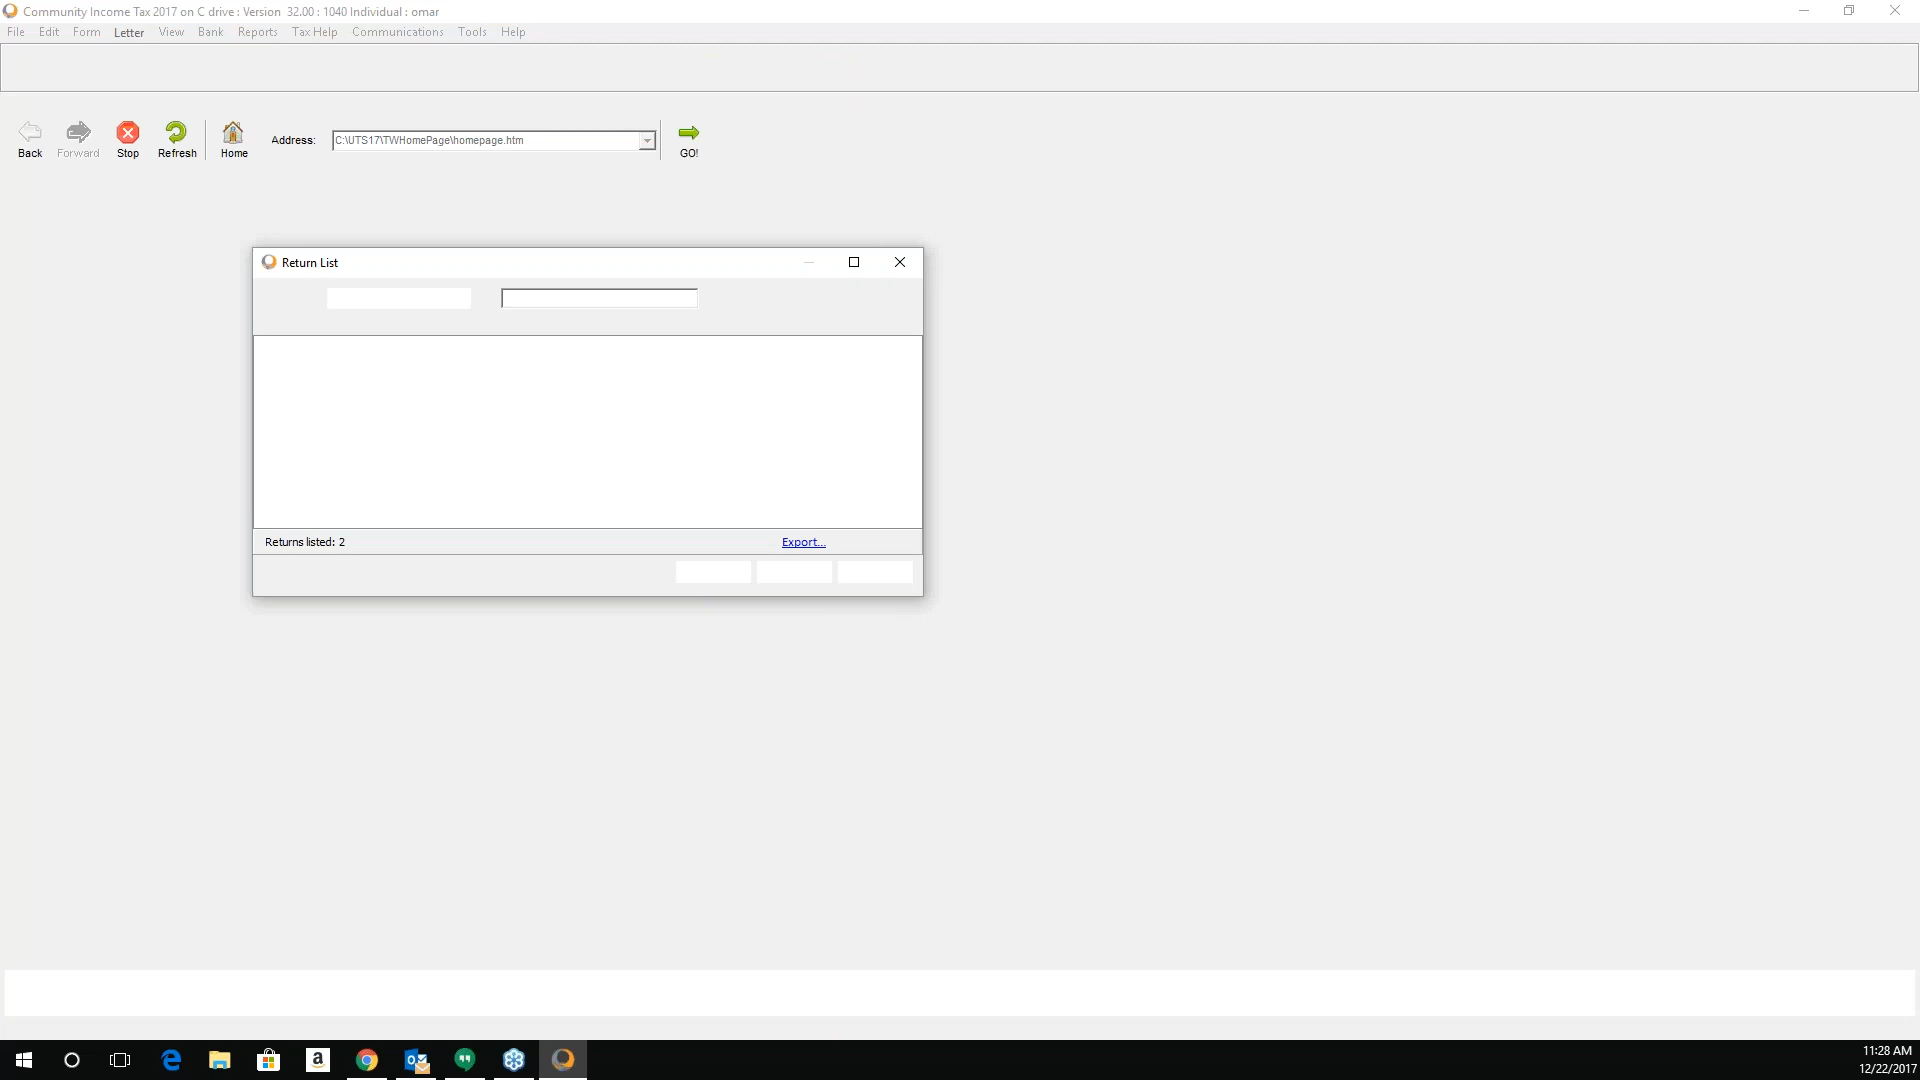 Community Income Tax 2017 on C drive : Version  32.00 : 1040 Individual : omar
File Edit Form Letter View Bank Reports Tax Help Communications Tools Help
Back Forward Stop Refresh Home Address: C:\UTS17\TWHomePage\homepage.htm GO!
Return List
Returns listed: 2 Export...
11:28 AM
12/22/2017